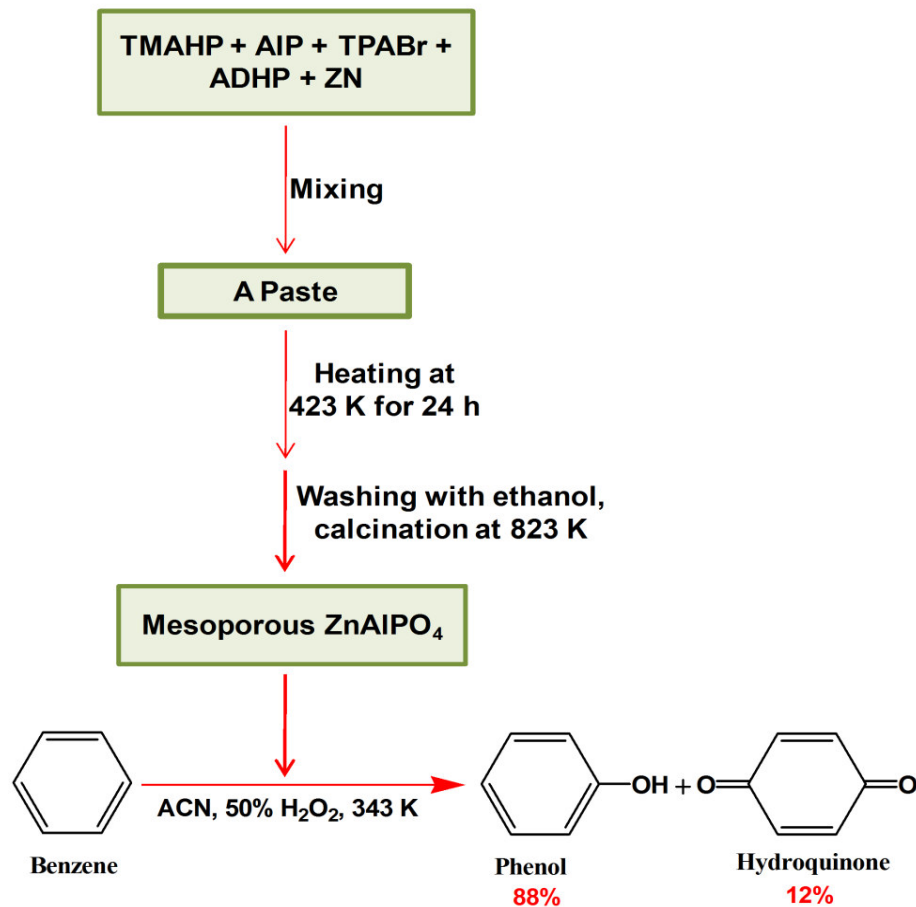 TMAHP + AIP + TPABr +
ADHP + ZN
Mixing
A Paste
Heating at
423 K for 24 h
Washing with ethanol,
calcination at 823 K
Mesoporous ZnAlPO₄
ACN, 50% H₂O₂, 343 K
OH + O O
Benzene
Phenol
88%
Hydroquinone
12%